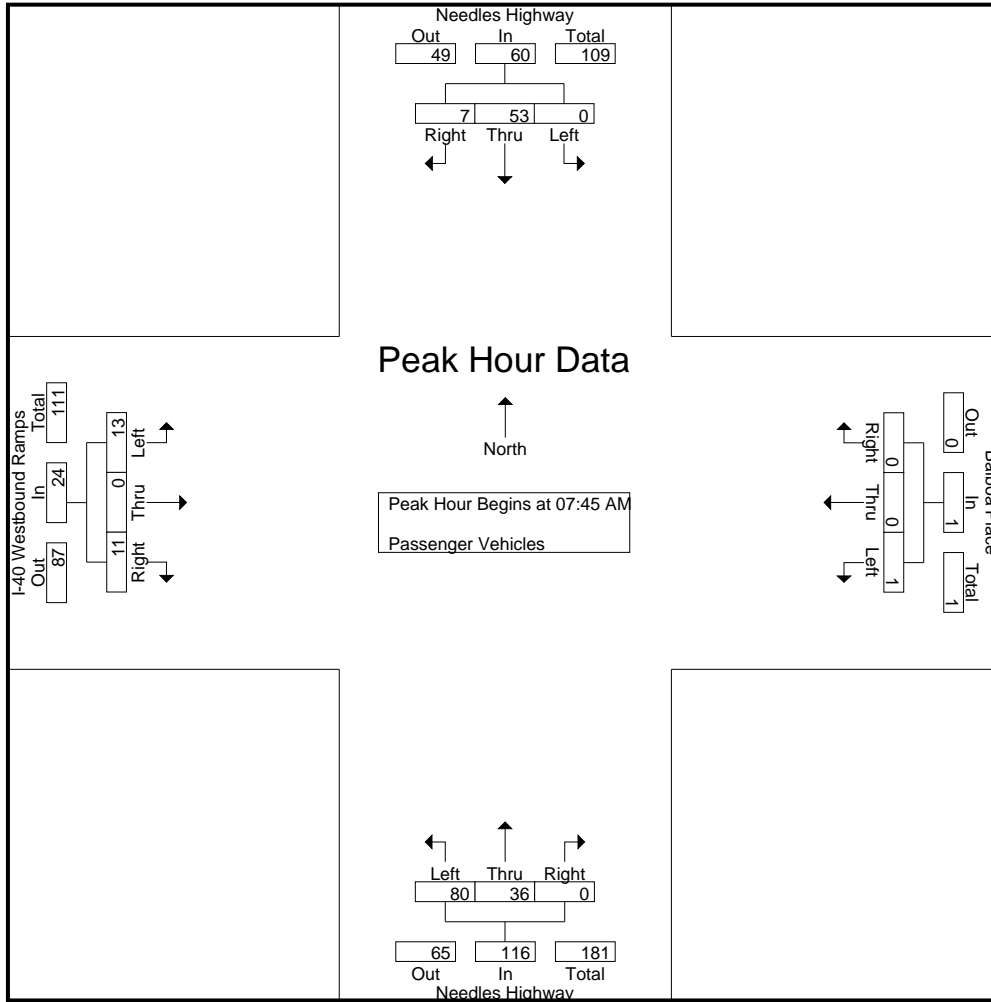 Needles Highway
Out In Total
49 60 109
7 53 0
Right Thru Left
Peak Hour Data
North
Peak Hour Begins at 07:45 AM
Passenger Vehicles
I-40 Westbound Ramps
Total In Out
111 24 87
13 0 11
Left Thru Right
Right Thru Left
0 0 1
Out In Total
0 1 1
Balboa Place
Left Thru Right
80 36 0
65 116 181
Out In Total
Needles Highway